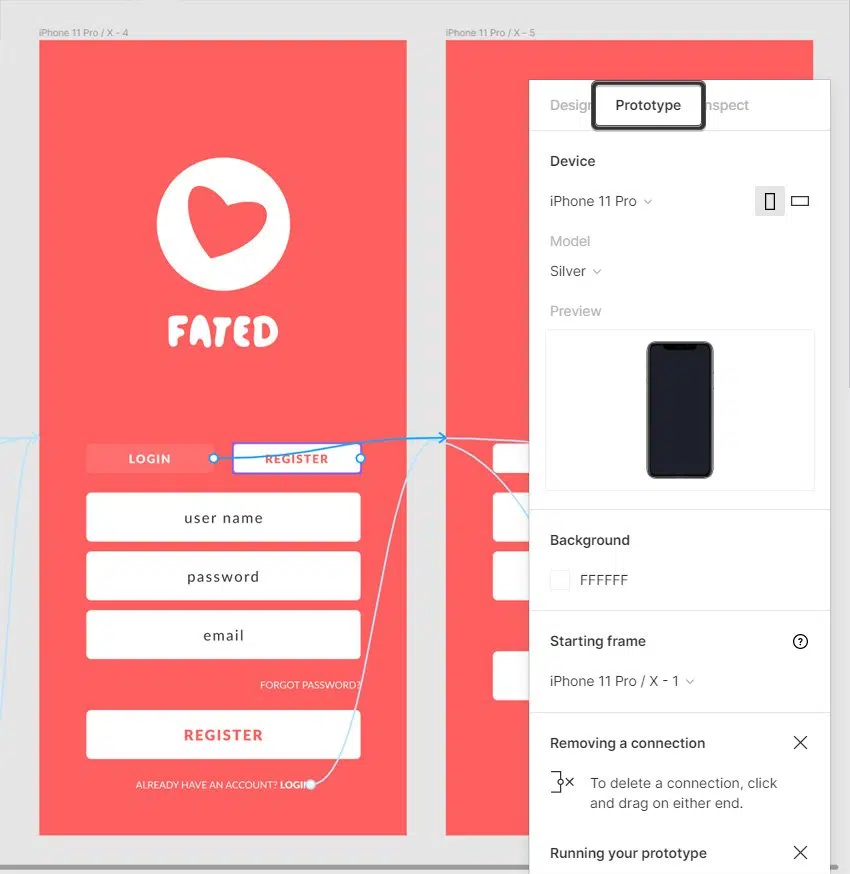 iPhone 11 Pro / X - 4
FATED
LOGIN
REGISTER
user name
password
email
FORGOT PASSWORD?
REGISTER
ALREADY HAVE AN ACCOUNT? LOGIN
iPhone 11 Pro / X - 5
Design
Prototype
Inspect
Device
iPhone 11 Pro
Model
Silver
Preview
Background
FFFFFF
Starting frame
iPhone 11 Pro / X - 1
Removing a connection
To delete a connection, click
and drag on either end.
Running your prototype